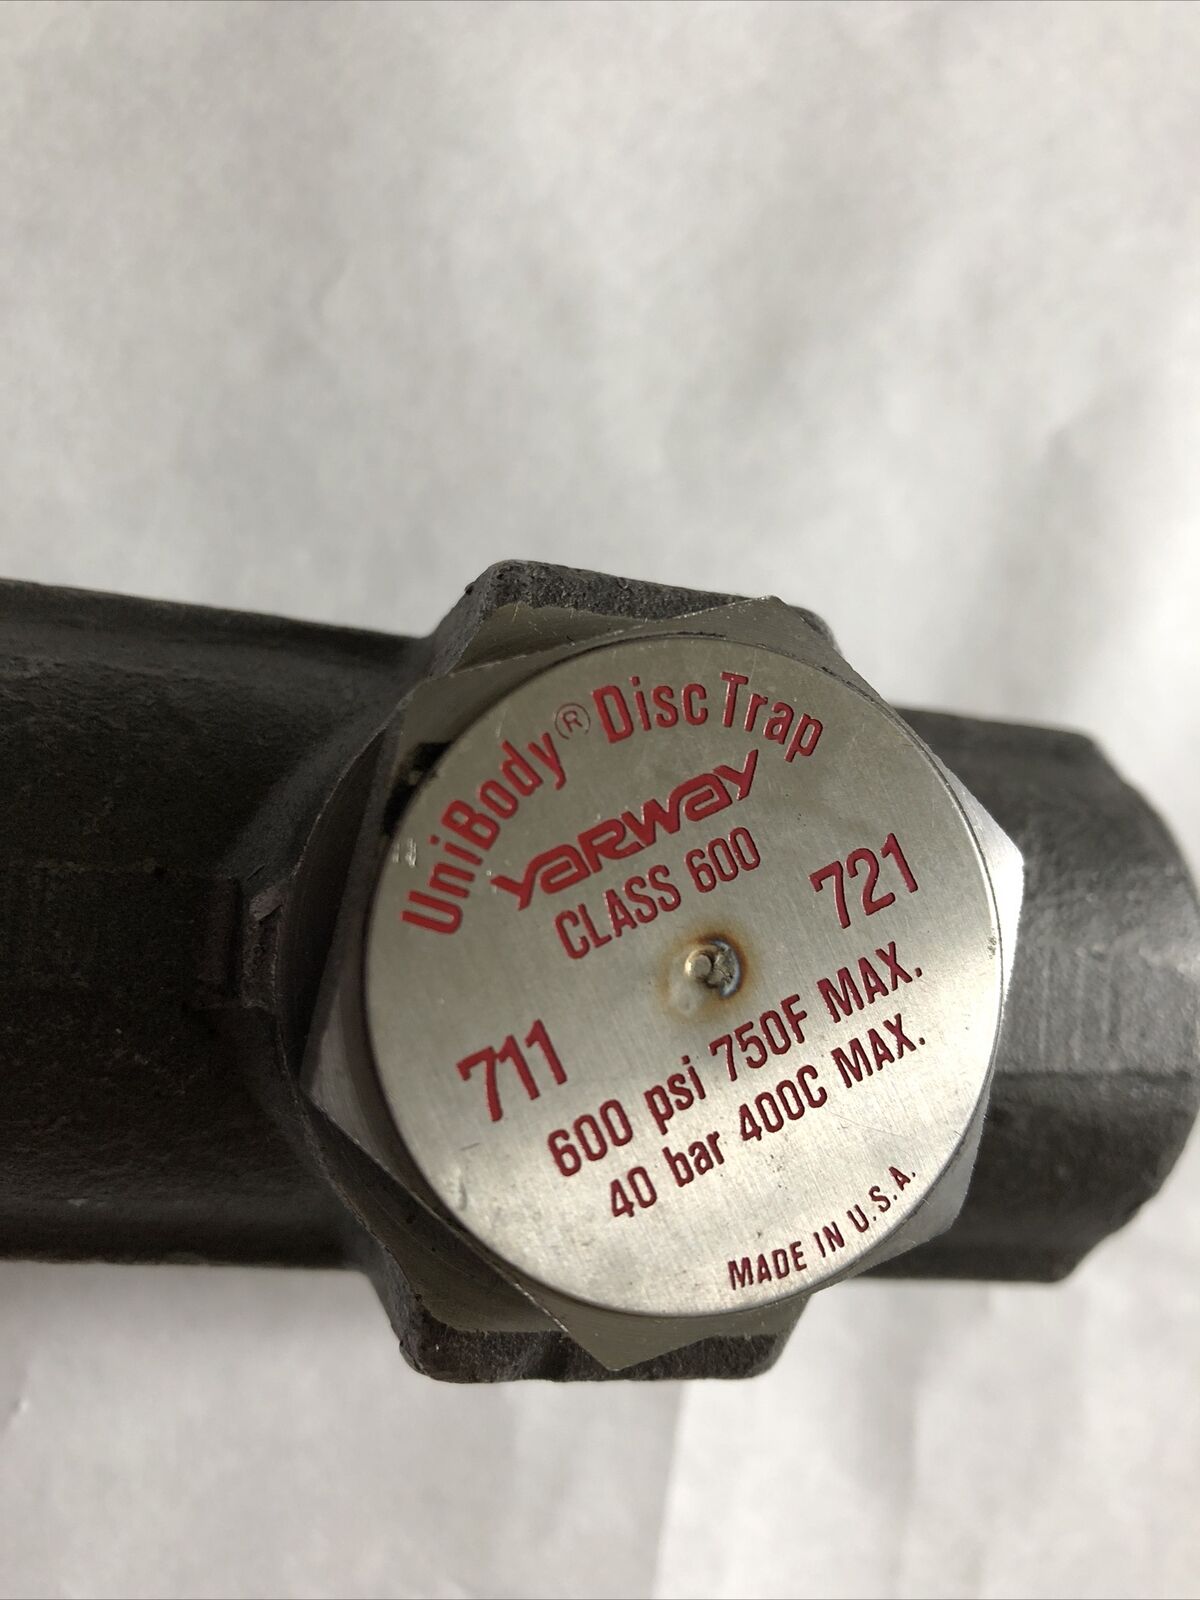 UniBody® Disc Trap
YARWAY
CLASS 600
721
711
600 psi 750F MAX.
40 bar 400C MAX.
MADE IN U.S.A.